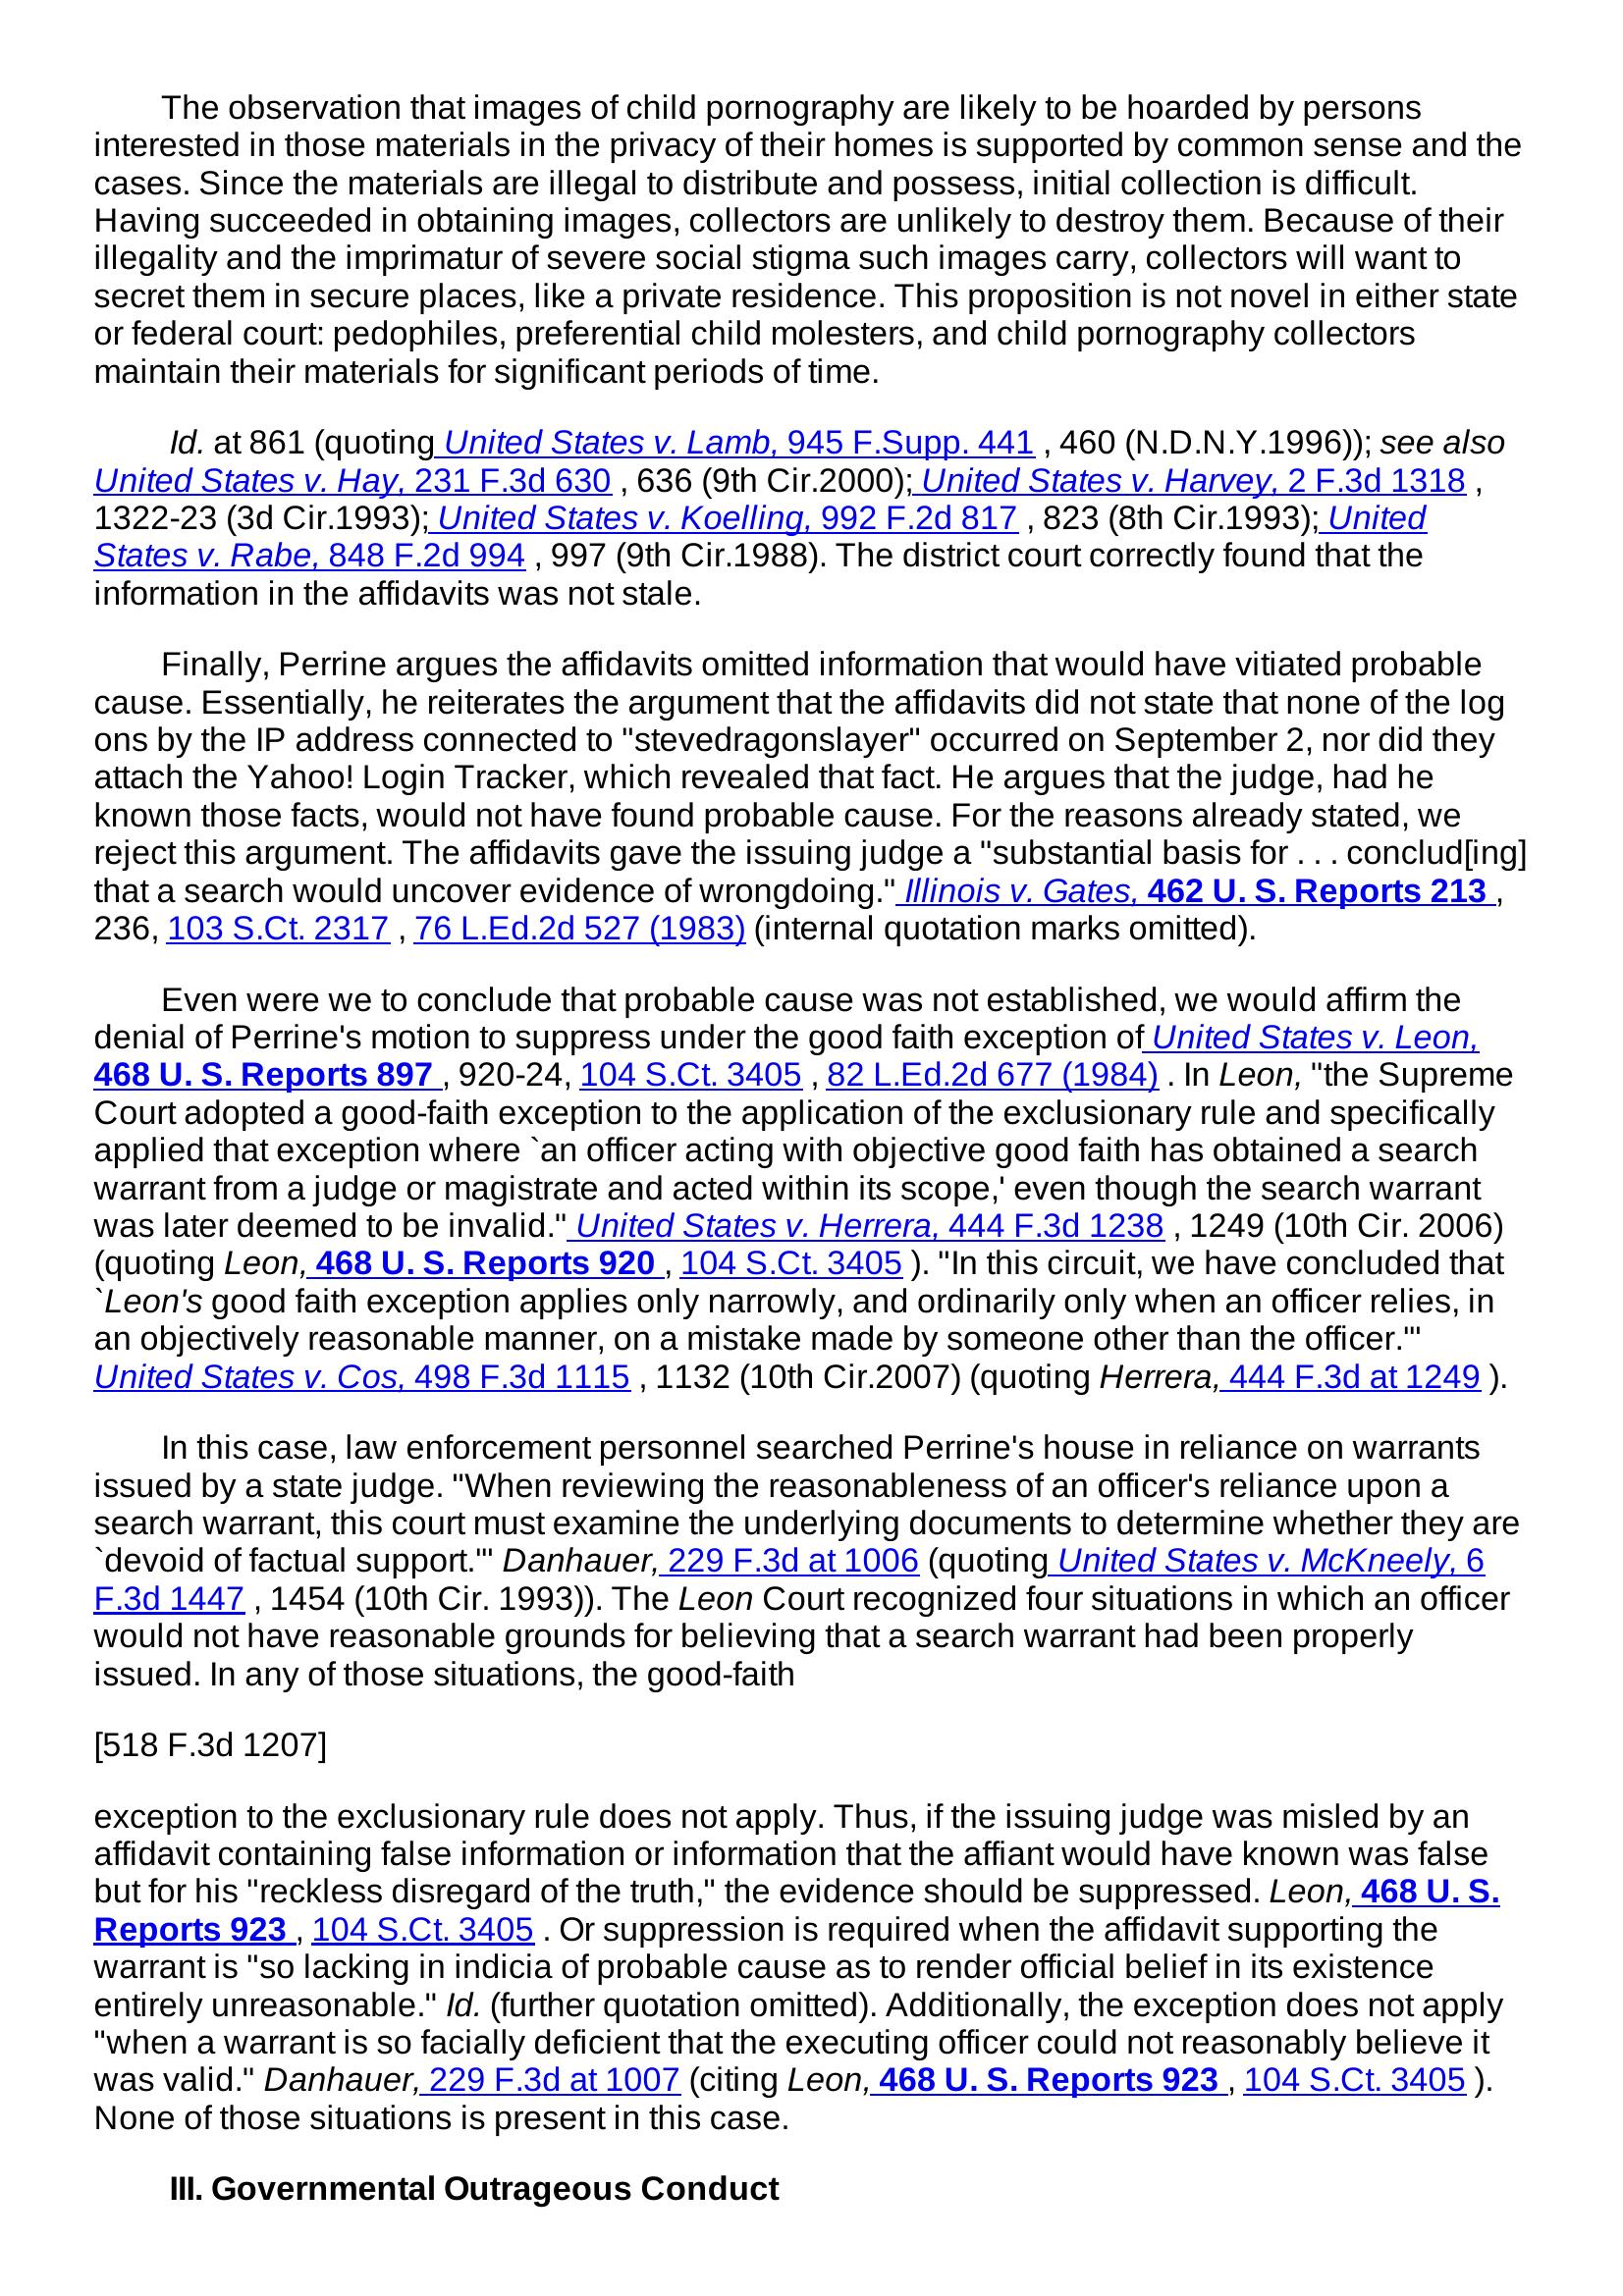 The observation that images of child pornography are likely to be hoarded by persons
interested in those materials in the privacy of their homes is supported by common sense and the
cases. Since the materials are illegal to distribute and possess, initial collection is difficult.
Having succeeded in obtaining images, collectors are unlikely to destroy them. Because of their
illegality and the imprimatur of severe social stigma such images carry, collectors will want to
secret them in secure places, like a private residence. This proposition is not novel in either state
or federal court: pedophiles, preferential child molesters, and child pornography collectors
maintain their materials for significant periods of time.
Id. at 861 (quoting United States v. Lamb, 945 F.Supp. 441 , 460 (N.D.N.Y.1996)); see also
United States v. Hay, 231 F.3d 630 , 636 (9th Cir.2000); United States v. Harvey, 2 F.3d 1318 ,
1322-23 (3d Cir.1993); United States v. Koelling, 992 F.2d 817 , 823 (8th Cir.1993); United
States v. Rabe, 848 F.2d 994 , 997 (9th Cir.1988). The district court correctly found that the
information in the affidavits was not stale.
Finally, Perrine argues the affidavits omitted information that would have vitiated probable
cause. Essentially, he reiterates the argument that the affidavits did not state that none of the log
ons by the IP address connected to "stevedragonslayer" occurred on September 2, nor did they
attach the Yahoo! Login Tracker, which revealed that fact. He argues that the judge, had he
known those facts, would not have found probable cause. For the reasons already stated, we
reject this argument. The affidavits gave the issuing judge a "substantial basis for . . . conclud[ing]
that a search would uncover evidence of wrongdoing." Illinois v. Gates, 462 U. S. Reports 213 ,
236, 103 S.Ct. 2317 , 76 L.Ed.2d 527 (1983) (internal quotation marks omitted).
Even were we to conclude that probable cause was not established, we would affirm the
denial of Perrine's motion to suppress under the good faith exception of United States v. Leon,
468 U. S. Reports 897 , 920-24, 104 S.Ct. 3405 , 82 L.Ed.2d 677 (1984) . In Leon, "the Supreme
Court adopted a good-faith exception to the application of the exclusionary rule and specifically
applied that exception where `an officer acting with objective good faith has obtained a search
warrant from a judge or magistrate and acted within its scope,' even though the search warrant
was later deemed to be invalid." United States v. Herrera, 444 F.3d 1238 , 1249 (10th Cir. 2006)
(quoting Leon, 468 U. S. Reports 920 , 104 S.Ct. 3405 ). "In this circuit, we have concluded that
`Leon's good faith exception applies only narrowly, and ordinarily only when an officer relies, in
an objectively reasonable manner, on a mistake made by someone other than the officer.'"
United States v. Cos, 498 F.3d 1115 , 1132 (10th Cir.2007) (quoting Herrera, 444 F.3d at 1249 ).
In this case, law enforcement personnel searched Perrine's house in reliance on warrants
issued by a state judge. "When reviewing the reasonableness of an officer's reliance upon a
search warrant, this court must examine the underlying documents to determine whether they are
`devoid of factual support.'" Danhauer, 229 F.3d at 1006 (quoting United States v. McKneely, 6
F.3d 1447 , 1454 (10th Cir. 1993)). The Leon Court recognized four situations in which an officer
would not have reasonable grounds for believing that a search warrant had been properly
issued. In any of those situations, the good-faith
[518 F.3d 1207]
exception to the exclusionary rule does not apply. Thus, if the issuing judge was misled by an
affidavit containing false information or information that the affiant would have known was false
but for his "reckless disregard of the truth," the evidence should be suppressed. Leon, 468 U. S.
Reports 923 , 104 S.Ct. 3405 . Or suppression is required when the affidavit supporting the
warrant is "so lacking in indicia of probable cause as to render official belief in its existence
entirely unreasonable." Id. (further quotation omitted). Additionally, the exception does not apply
"when a warrant is so facially deficient that the executing officer could not reasonably believe it
was valid." Danhauer, 229 F.3d at 1007 (citing Leon, 468 U. S. Reports 923 , 104 S.Ct. 3405 ).
None of those situations is present in this case.
III. Governmental Outrageous Conduct